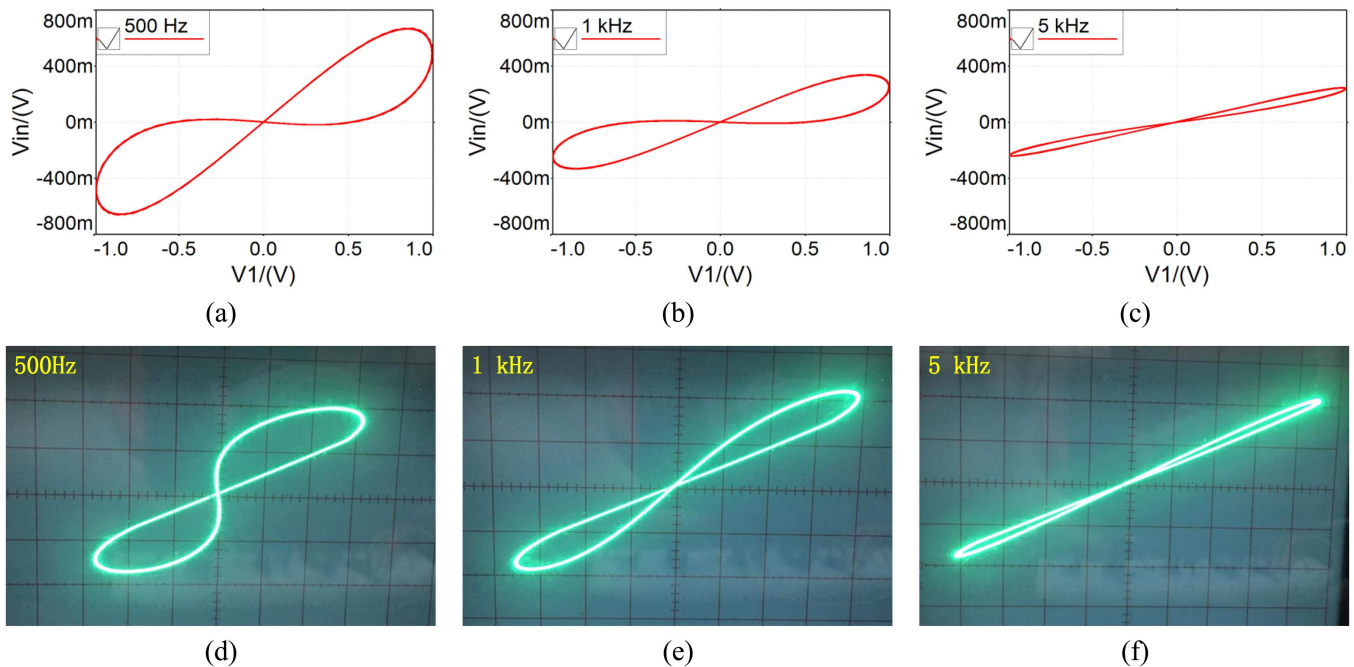 500 Hz
800m
400m
0m
-400m
-800m
Vin/(V)
-1.0 -0.5 0.0 0.5 1.0
V1/(V)
(a)
1 kHz
800m
400m
0m
-400m
-800m
Vin/(V)
-1.0 -0.5 0.0 0.5 1.0
V1/(V)
(b)
5 kHz
800m
400m
0m
-400m
-800m
Vin/(V)
-1.0 -0.5 0.0 0.5 1.0
V1/(V)
(c)
500Hz
(d)
1 kHz
(e)
5 kHz
(f)